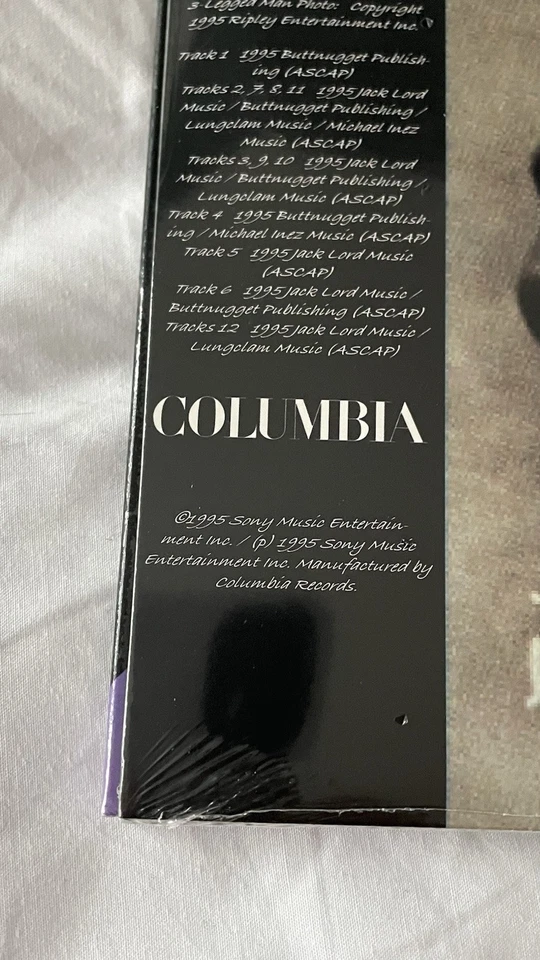 3-Legged Man Photo: Copyright
1995 Ripley Entertainment Inc.
Track 1 1995 Buttnugget Publish-
ing (ASCAP)
Tracks 2, 7, 8, 11 1995 Jack Lord
Music / Buttnugget Publishing /
Lungclam Music / Michael Inez
Music (ASCAP)
Tracks 3, 9, 10 1995 Jack Lord
Music / Buttnugget Publishing /
Lungclam Music (ASCAP)
Track 4 1995 Buttnugget Publish-
ing / Michael Inez Music (ASCAP)
Track 5 1995 Jack Lord Music
(ASCAP)
Track 6 1995 Jack Lord Music /
Buttnugget Publishing (ASCAP)
Tracks 12 1995 Jack Lord Music /
Lungclam Music (ASCAP)
COLUMBIA
©1995 Sony Music Entertain-
ment Inc. / (p) 1995 Sony Music
Entertainment Inc. Manufactured by
Columbia Records.